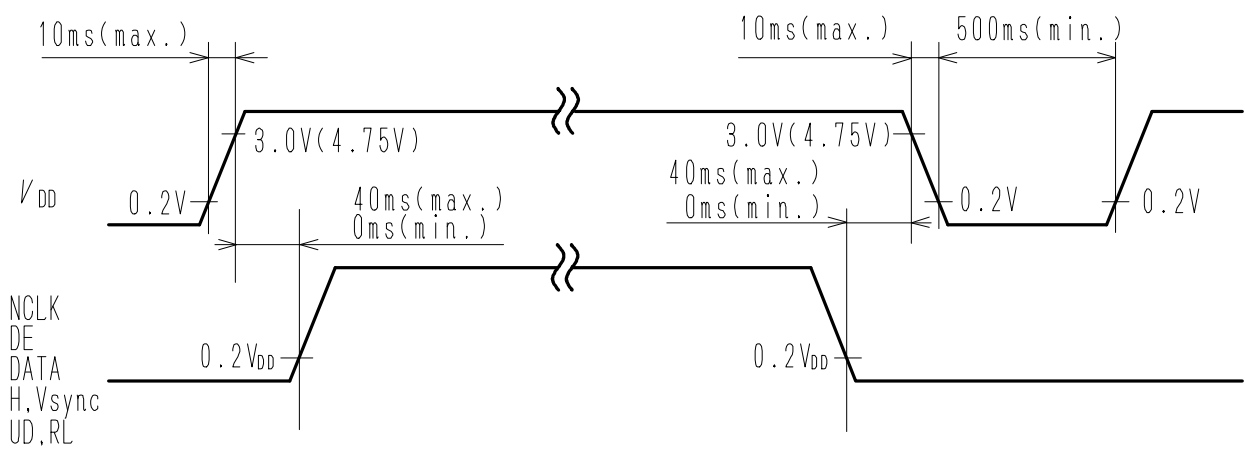 10ms(max.)
10ms(max.)
500ms(min.)
3.0V(4.75V)
3.0V(4.75V)
VDD
0.2V
40ms(max.)
0ms(min.)
40ms(max.)
0ms(min.)
0.2V
0.2V
NCLK
DE
DATA
H,Vsync
UD,RL
0.2VDD
0.2VDD